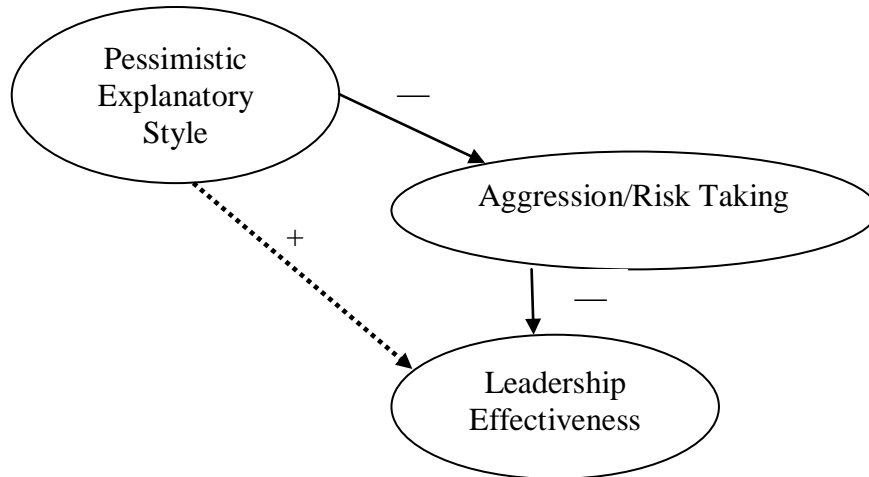 Pessimistic
Explanatory
Style
—
Aggression/Risk Taking
+
—
Leadership
Effectiveness